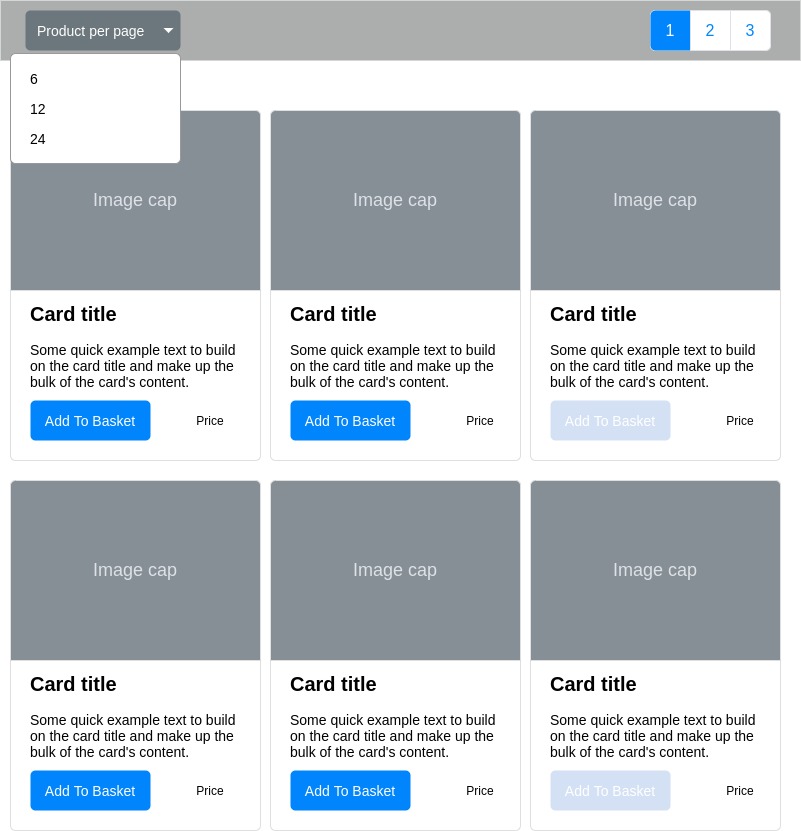 Product per page
1 2 3
6
12
24
Image cap
Image cap
Image cap
Card title
Some quick example text to build
on the card title and make up the
bulk of the card's content.
Add To Basket
Price
Card title
Some quick example text to build
on the card title and make up the
bulk of the card's content.
Add To Basket
Price
Card title
Some quick example text to build
on the card title and make up the
bulk of the card's content.
Add To Basket
Price
Image cap
Image cap
Image cap
Card title
Some quick example text to build
on the card title and make up the
bulk of the card's content.
Add To Basket
Price
Card title
Some quick example text to build
on the card title and make up the
bulk of the card's content.
Add To Basket
Price
Card title
Some quick example text to build
on the card title and make up the
bulk of the card's content.
Add To Basket
Price